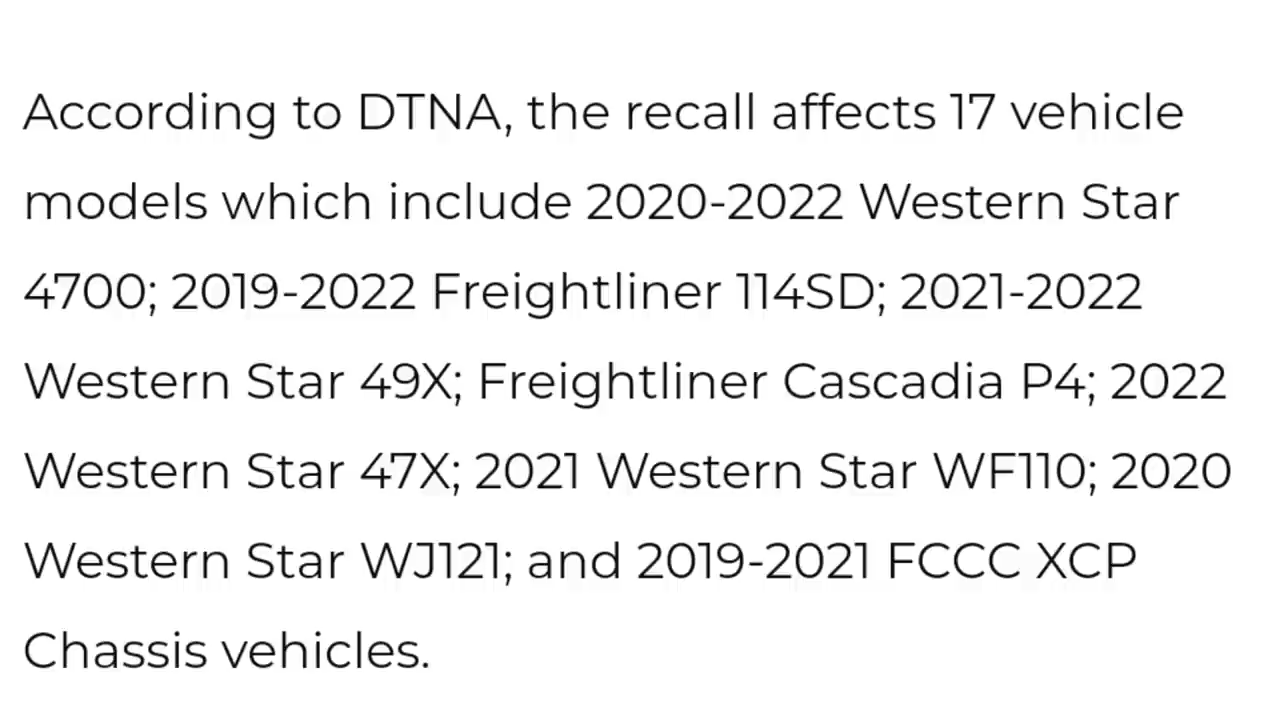 According to DTNA, the recall affects 17 vehicle
models which include 2020-2022 Western Star
4700; 2019-2022 Freightliner 114SD; 2021-2022
Western Star 49X; Freightliner Cascadia P4; 2022
Western Star 47X; 2021 Western Star WF110; 2020
Western Star WJ121; and 2019-2021 FCCC XCP
Chassis vehicles.